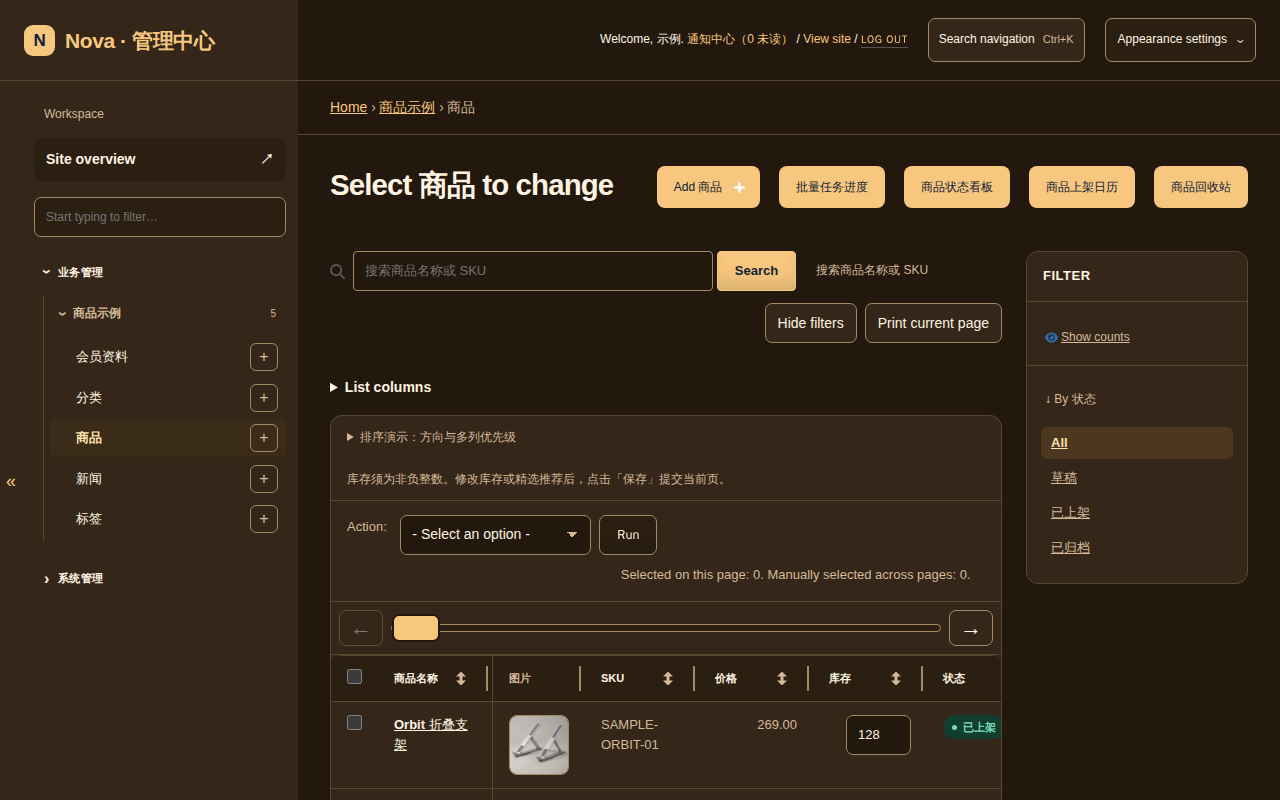 N Nova · 管理中心
Welcome, 示例. 通知中心（0 未读） / View site / LOG OUT
Search navigation Ctrl+K
Appearance settings
Workspace
Site overview ↗
Start typing to filter…
业务管理
商品示例 5
会员资料 +
分类 +
商品 +
新闻 +
标签 +
系统管理
«
Home › 商品示例 › 商品
Select 商品 to change
Add 商品 +
批量任务进度
商品状态看板
商品上架日历
商品回收站
搜索商品名称或 SKU
Search
搜索商品名称或 SKU
Hide filters
Print current page
List columns
排序演示：方向与多列优先级
库存须为非负整数。修改库存或精选推荐后，点击「保存」提交当前页。
Action: - Select an option - Run
Selected on this page: 0. Manually selected across pages: 0.
← →
商品名称 图片 SKU 价格 库存 状态
Orbit 折叠支架 SAMPLE-ORBIT-01 269.00 128 已上架
FILTER
Show counts
↓ By 状态
All
草稿
已上架
已归档